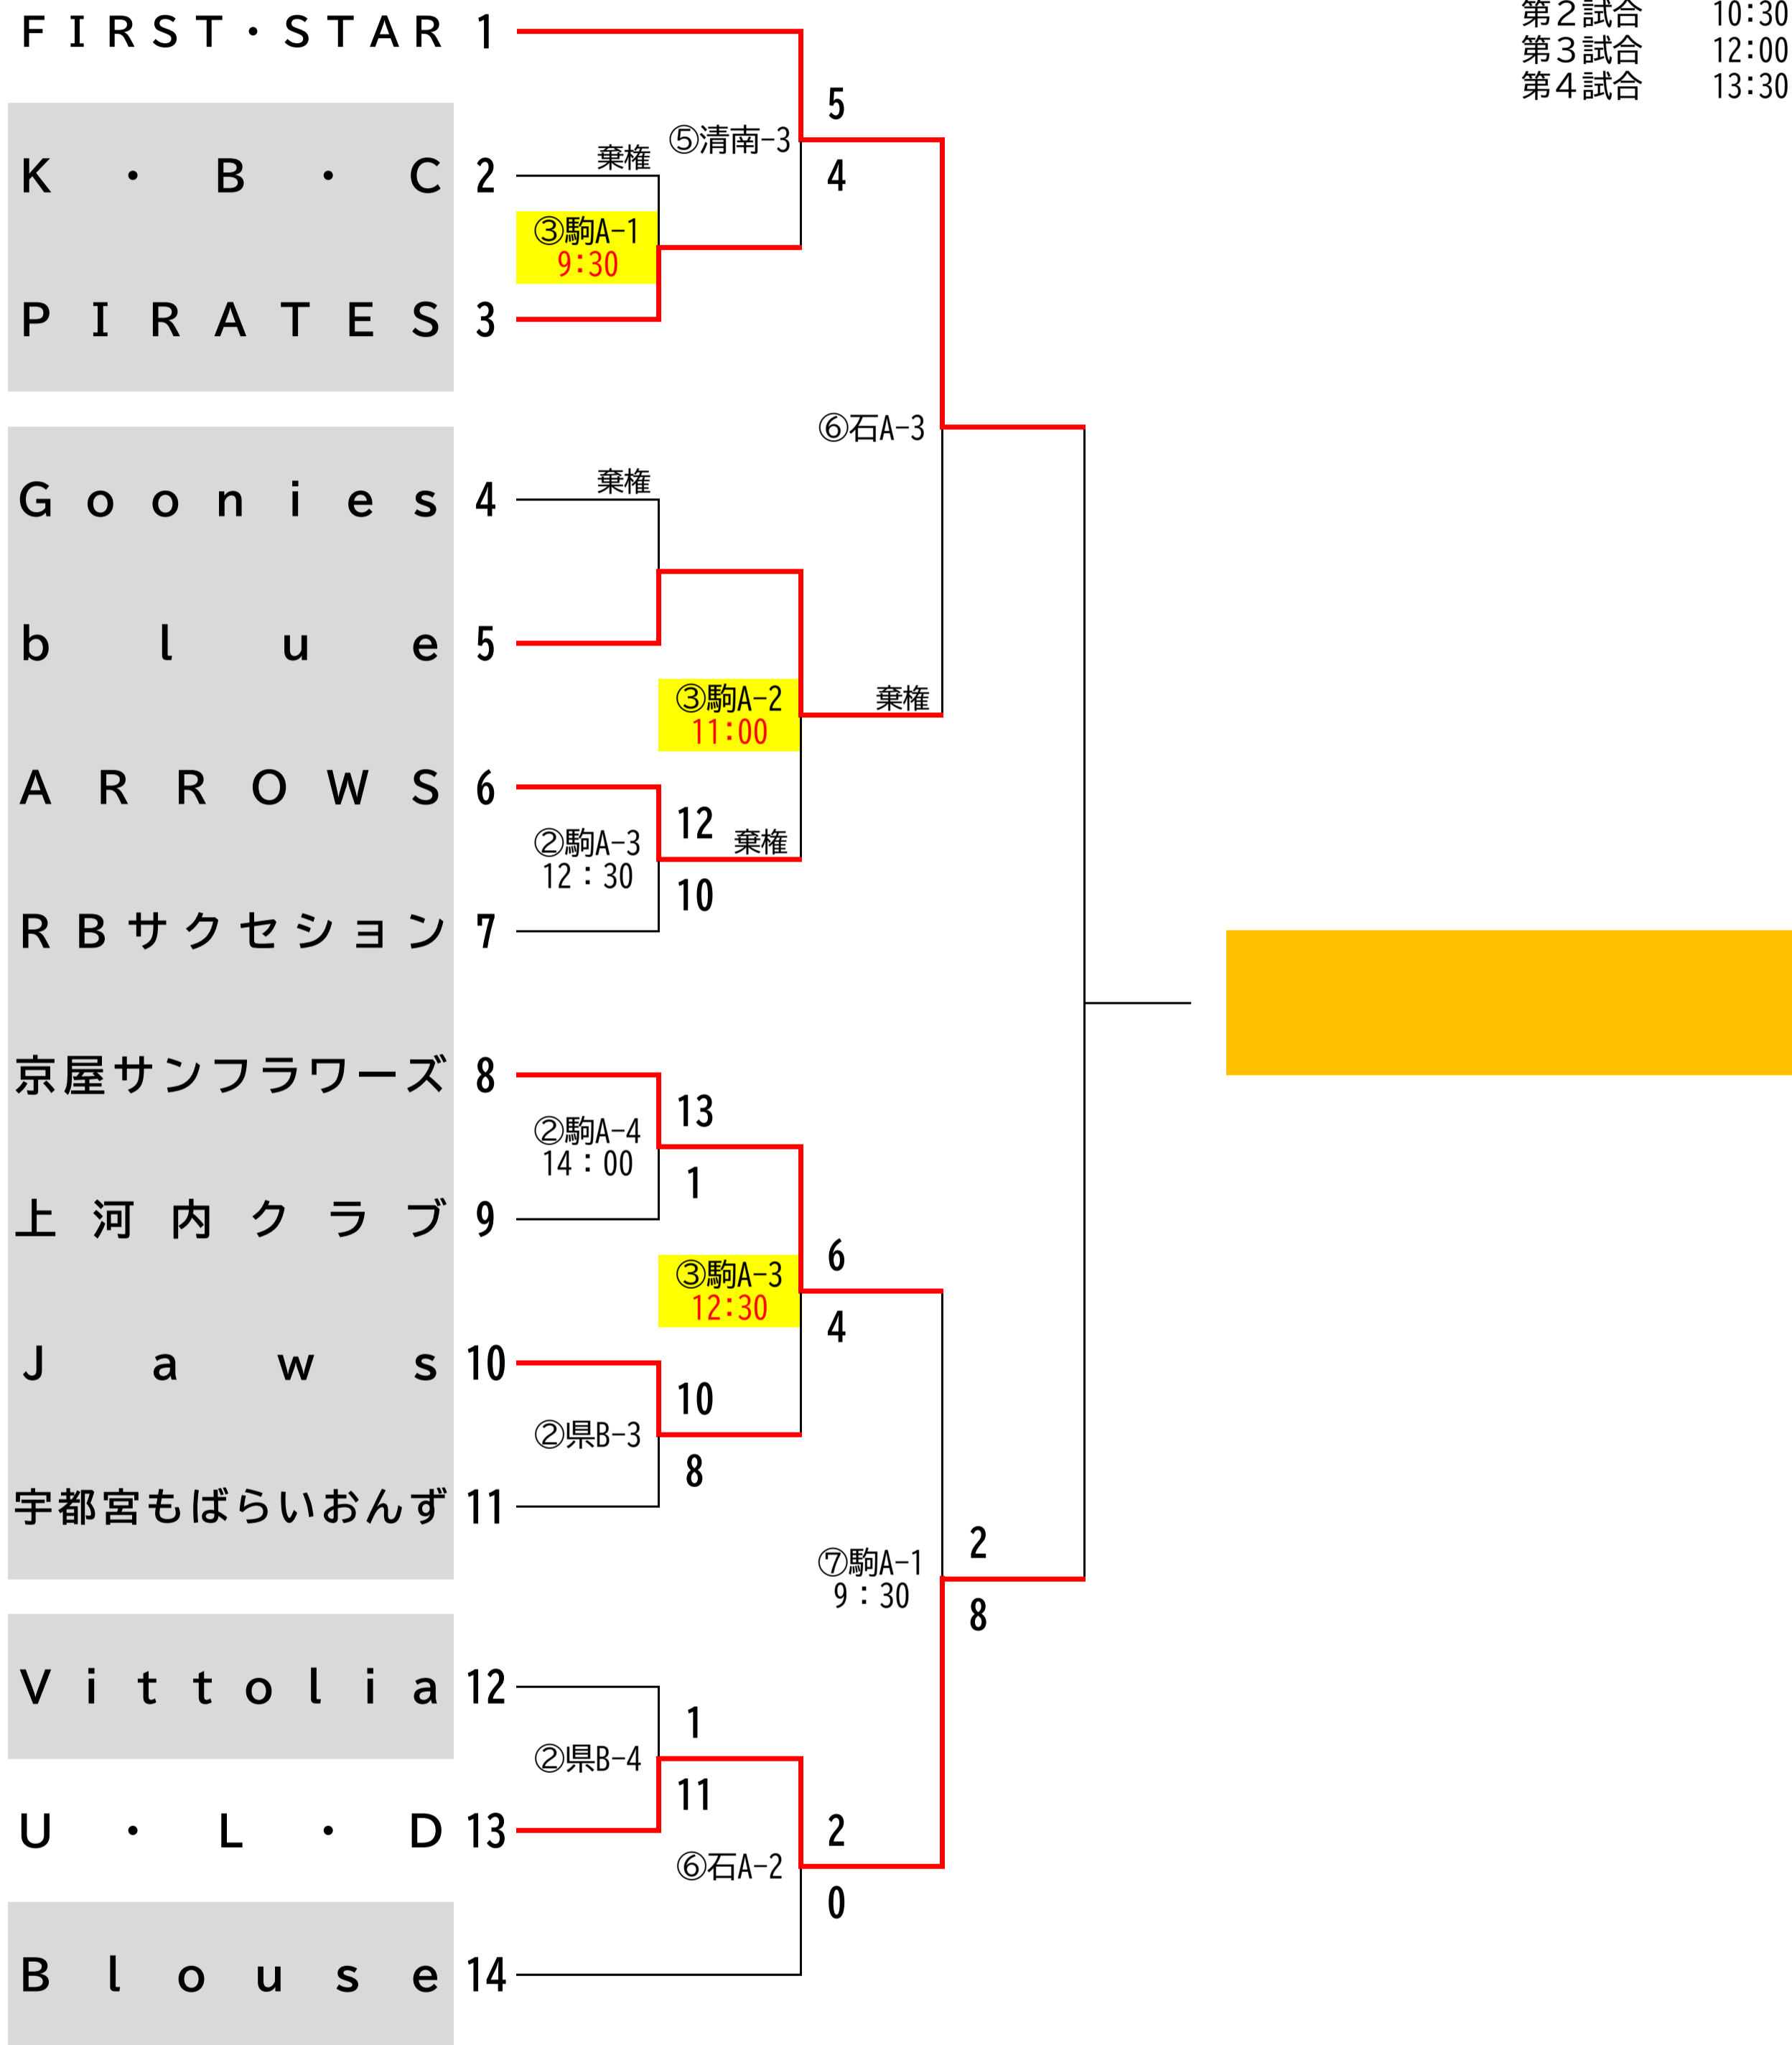 第２試合 10:30
第３試合 12:00
第４試合 13:30
FIRST・STAR 1
5
⑤清南-3
4
K・B・C 2
棄権
③駒A-1
9:30
PIRATES 3
⑥石A-3
Goonies 4
棄権
blue 5
③駒A-2
11:00
棄権
ARROWS 6
②駒A-3
12：30
12
棄権
10
RBサクセション 7
京屋サンフラワーズ 8
②駒A-4
14：00
13
1
上河内クラブ 9
③駒A-3
12:30
6
4
Jaws 10
②県B-3
10
8
宇都宮もばらいおんず 11
⑦駒A-1
9：30
2
8
Vittolia 12
②県B-4
1
11
U・L・D 13
⑥石A-2
2
0
Blouse 14